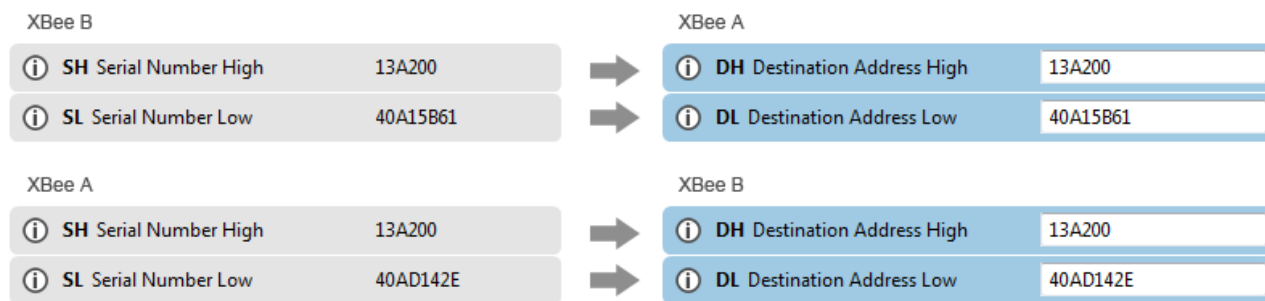 XBee B XBee A
SH Serial Number High 13A200 DH Destination Address High 13A200
SL Serial Number Low 40A15B61 DL Destination Address Low 40A15B61
XBee A XBee B
SH Serial Number High 13A200 DH Destination Address High 13A200
SL Serial Number Low 40AD142E DL Destination Address Low 40AD142E